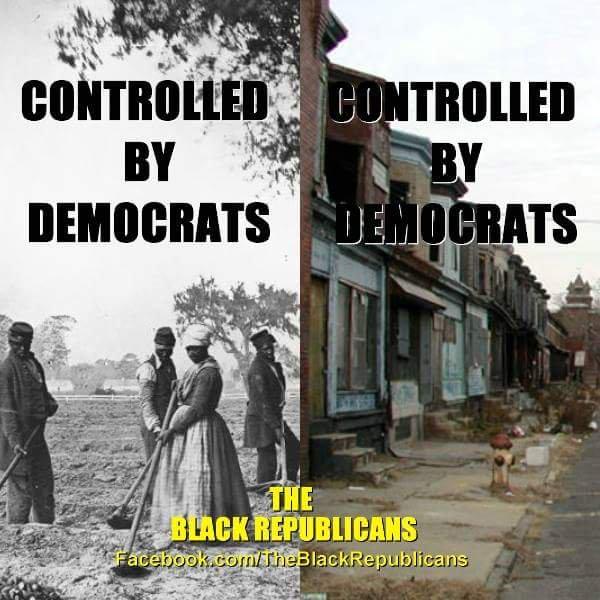 CONTROLLED
BY
DEMOCRATS
CONTROLLED
BY
DEMOCRATS
THE
BLACK REPUBLICANS
Facebook.com/TheBlackRepublicans